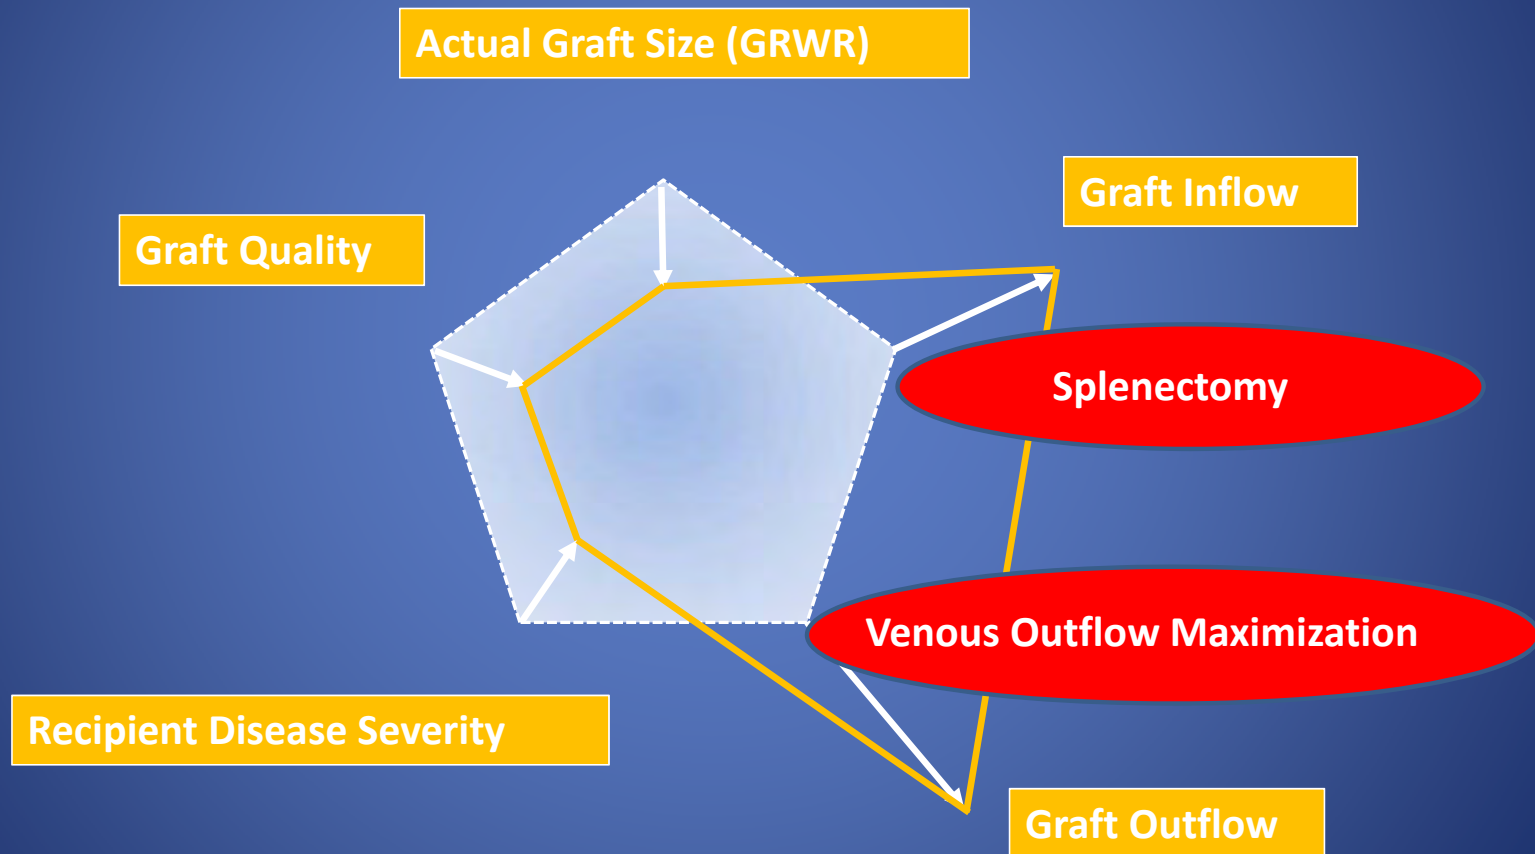 Actual Graft Size (GRWR)
Graft Inflow
Graft Quality
Splenectomy
Venous Outflow Maximization
Recipient Disease Severity
Graft Outflow